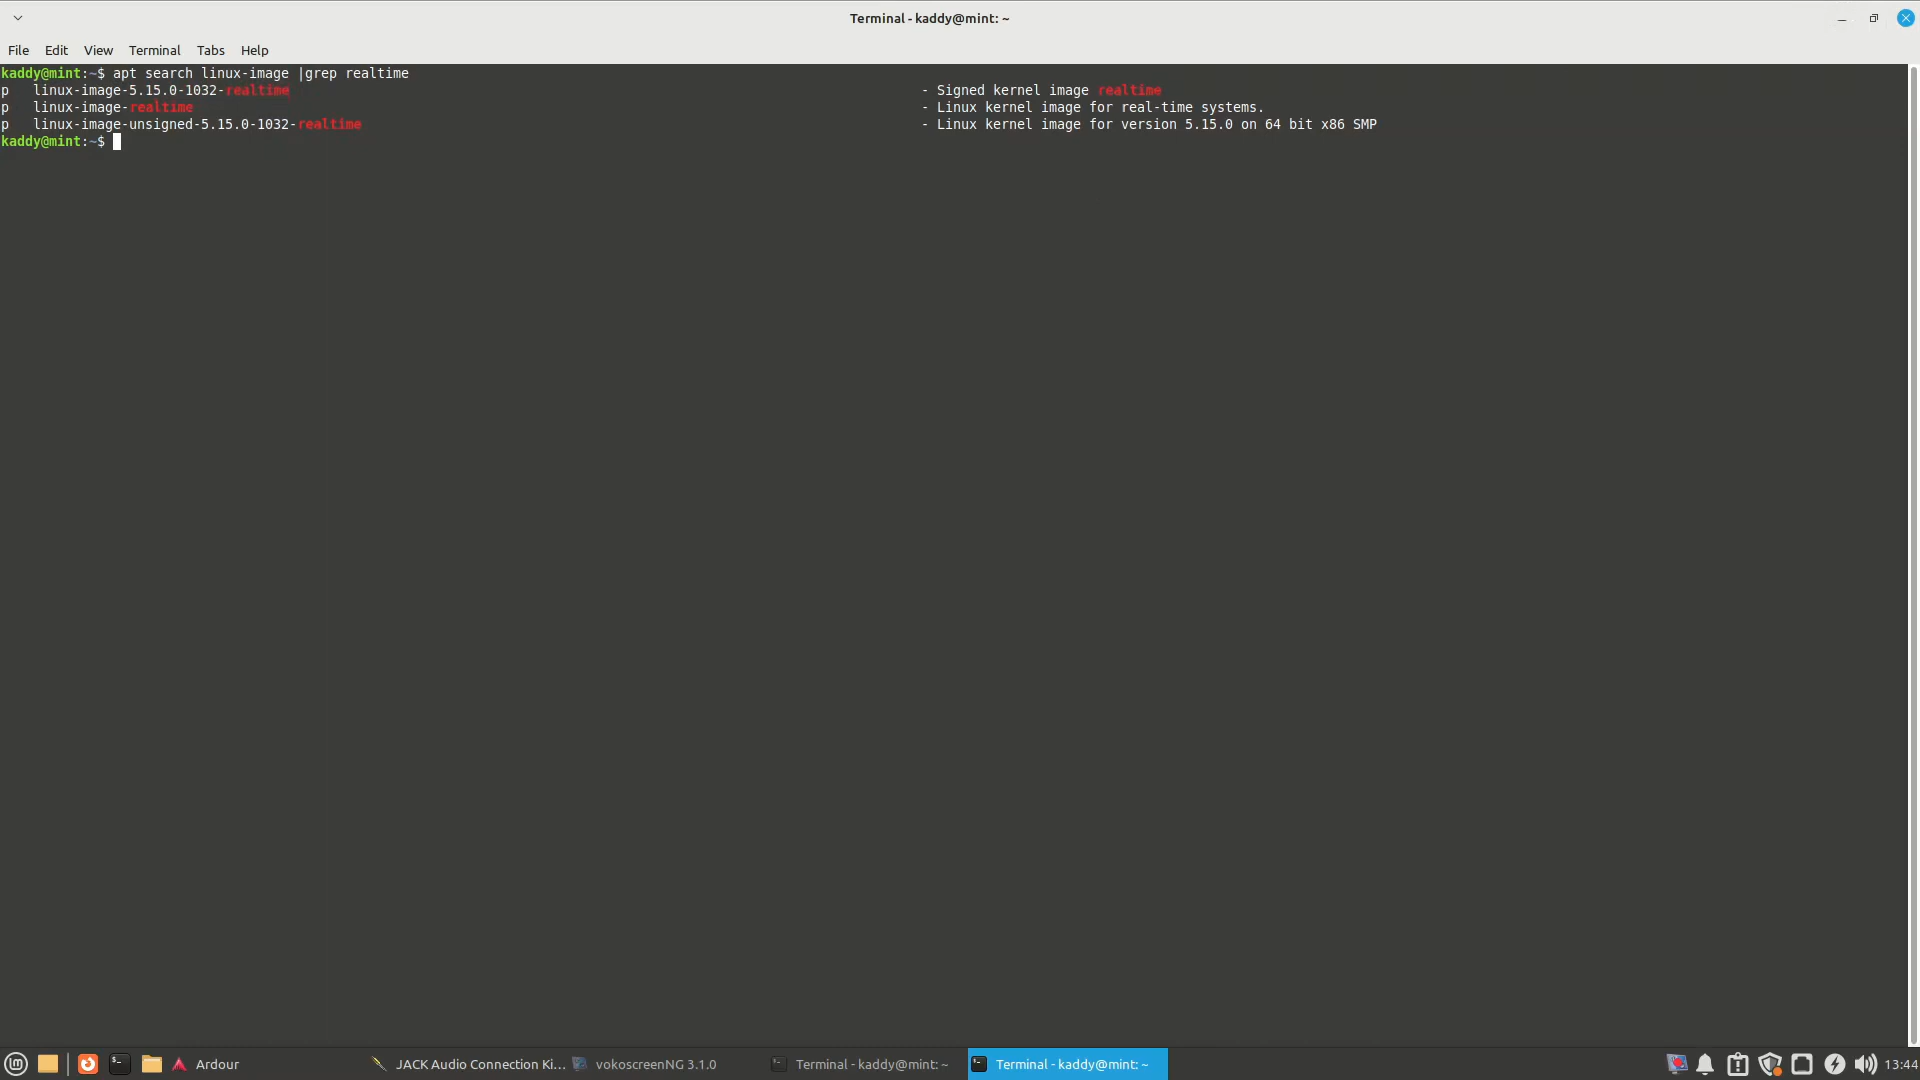 Terminal - kaddy@mint: ~
File Edit View Terminal Tabs Help
kaddy@mint:~$ apt search linux-image |grep realtime
p   linux-image-5.15.0-1032-realtime - Signed kernel image realtime
p   linux-image-realtime - Linux kernel image for real-time systems.
p   linux-image-unsigned-5.15.0-1032-realtime - Linux kernel image for version 5.15.0 on 64 bit x86 SMP
kaddy@mint:~$
Ardour JACK Audio Connection Ki... vokoscreenNG 3.1.0 Terminal - kaddy@mint: ~ Terminal - kaddy@mint: ~ 13:44